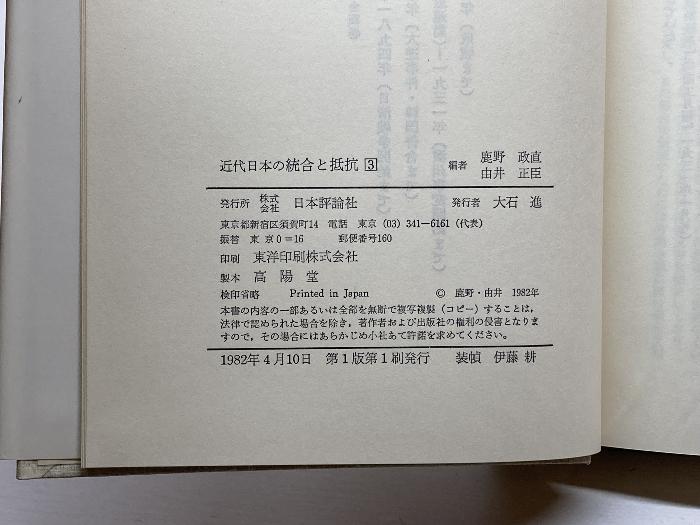 近代日本の統合と抵抗 3 編者 鹿野 政直 由井 正臣
発行所 株式会社 日本評論社 発行者 大石 進
東京都新宿区須賀町14 電話 東京 (03) 341―6161 (代表)
振替 東京0=16 郵便番号160
印刷 東洋印刷株式会社
製本 高陽堂
検印省略 Printed in Japan © 鹿野・由井 1982年
本書の内容の一部あるいは全部を無断で複写複製(コピー)することは,
法律で認められた場合を除き,著作者および出版社の権利の侵害となりま
すので,その場合にはあらかじめ小社あて許諾を求めてください。
1982年4月10日 第1版第1刷発行 装幀 伊藤 耕